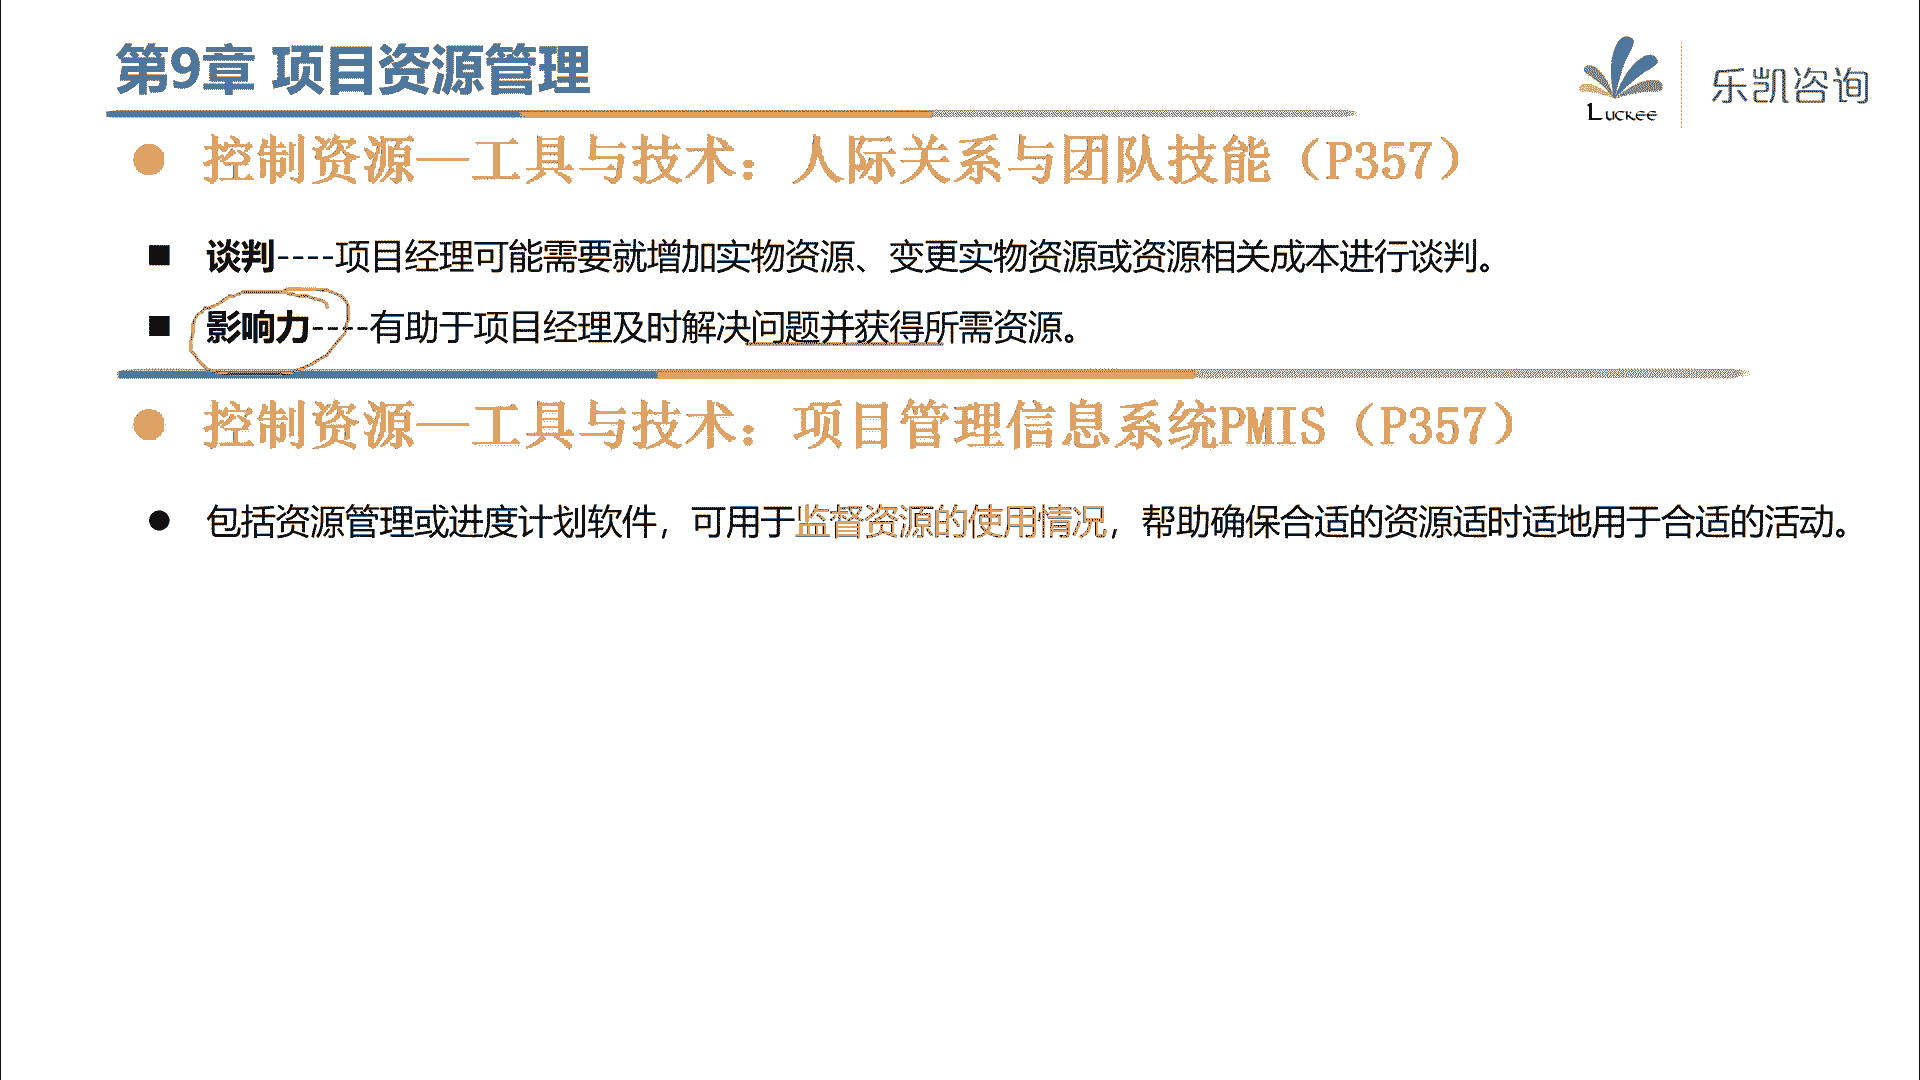 第9章 项目资源管理
Luckee
乐凯咨询
控制资源—工具与技术：人际关系与团队技能（P357）
谈判----项目经理可能需要就增加实物资源、变更实物资源或资源相关成本进行谈判。
影响力----有助于项目经理及时解决问题并获得所需资源。
控制资源—工具与技术：项目管理信息系统PMIS（P357）
包括资源管理或进度计划软件，可用于监督资源的使用情况，帮助确保合适的资源适时适地用于合适的活动。